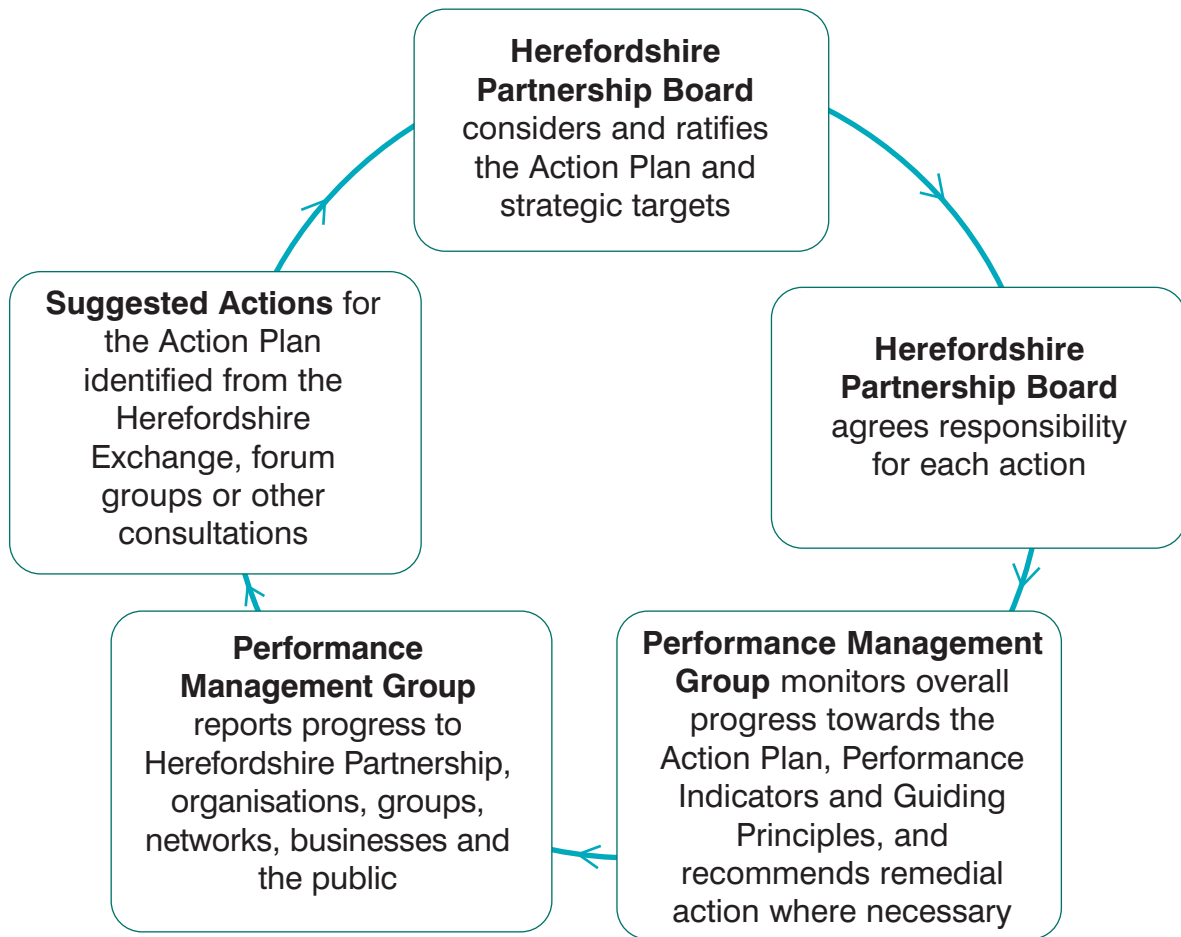 Herefordshire
Partnership Board
considers and ratifies
the Action Plan and
strategic targets
Herefordshire
Partnership Board
agrees responsibility
for each action
Performance Management
Group monitors overall
progress towards the
Action Plan, Performance
Indicators and Guiding
Principles, and
recommends remedial
action where necessary
Performance
Management Group
reports progress to
Herefordshire Partnership,
organisations, groups,
networks, businesses and
the public
Suggested Actions for
the Action Plan
identified from the
Herefordshire
Exchange, forum
groups or other
consultations